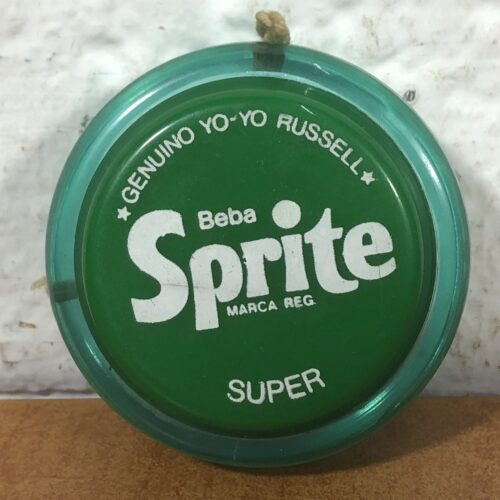 ★GENUINO YO-YO RUSSELL★
Beba
Sprite
MARCA REG.
SUPER